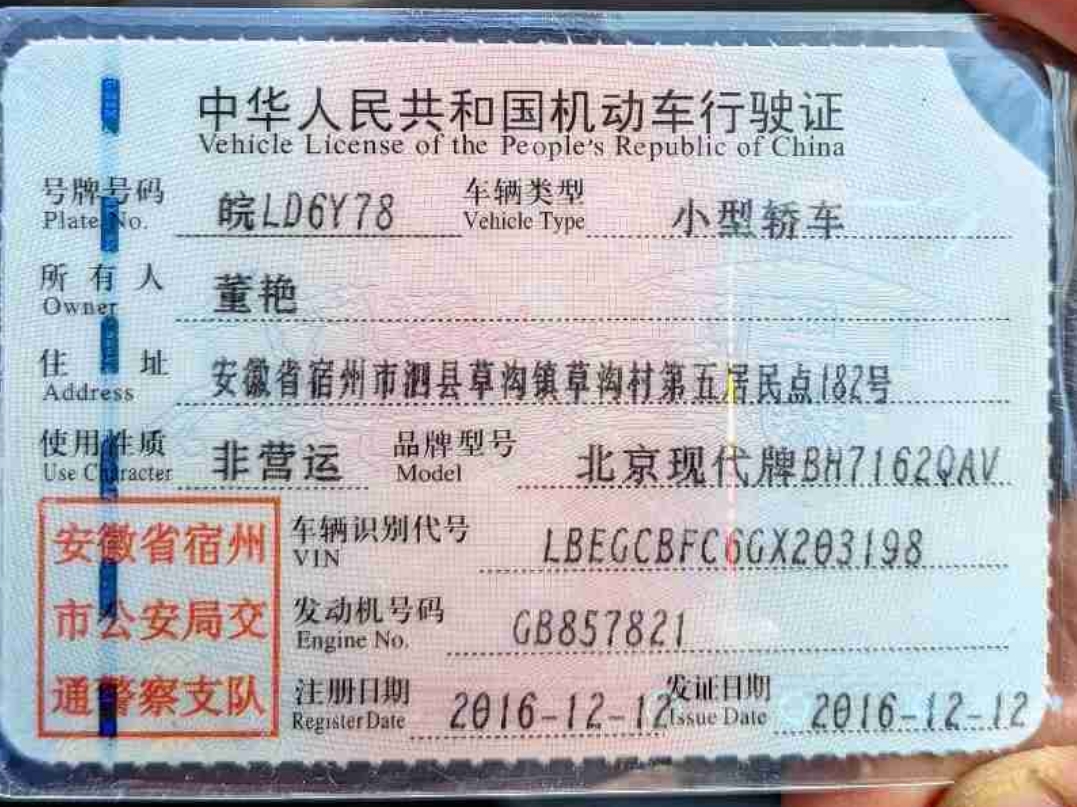 中华人民共和国机动车行驶证
Vehicle License of the People's Republic of China
号牌号码 皖LD6Y78 车辆类型 小型轿车
Plate No. Vehicle Type
所有人 董艳
Owner
住址 安徽省宿州市泗县草沟镇草沟村第五居民点182号
Address
使用性质 非营运 品牌型号 北京现代牌BH7162QAV
Use Character Model
安徽省宿州
市公安局交
通警察支队
车辆识别代号 LBEGCBFC6GX203198
VIN
发动机号码 GB857821
Engine No.
注册日期 2016-12-12 发证日期 2016-12-12
Register Date Issue Date